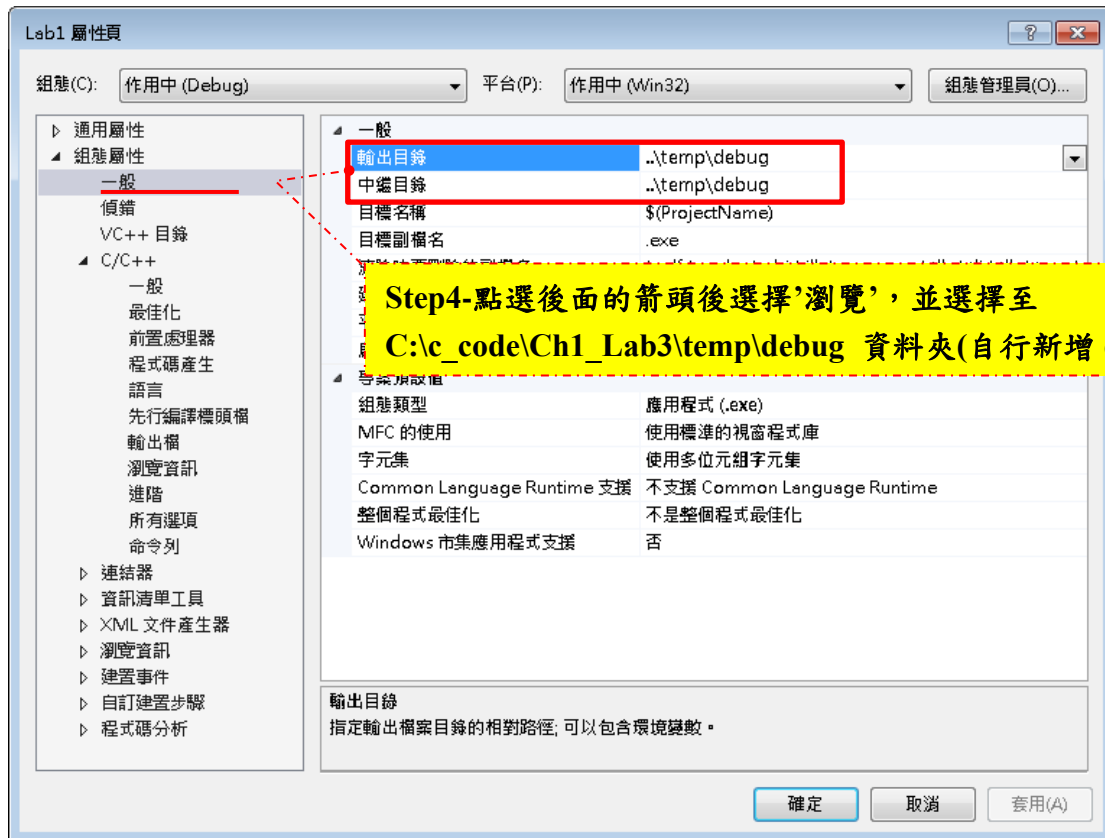 Lab1 屬性頁
組態(C): 作用中 (Debug) 平台(P): 作用中 (Win32) 組態管理員(O)...
通用屬性
組態屬性
一般
偵錯
VC++ 目錄
C/C++
一般
最佳化
前置處理器
程式碼產生
語言
先行編譯標頭檔
輸出檔
瀏覽資訊
進階
所有選項
命令列
連結器
資訊清單工具
XML 文件產生器
瀏覽資訊
建置事件
自訂建置步驟
程式碼分析
一般
輸出目錄 ..\temp\debug
中繼目錄 ..\temp\debug
目標名稱 $(ProjectName)
目標副檔名 .exe
Step4-點選後面的箭頭後選擇’瀏覽’，並選擇至
C:\c_code\Ch1_Lab3\temp\debug 資料夾(自行新增
專案預設值
組態類型 應用程式 (.exe)
MFC 的使用 使用標準的視窗程式庫
字元集 使用多位元組字元集
Common Language Runtime 支援 不支援 Common Language Runtime
整個程式最佳化 不是整個程式最佳化
Windows 市集應用程式支援 否
輸出目錄
指定輸出檔案目錄的相對路徑; 可以包含環境變數。
確定 取消 套用(A)